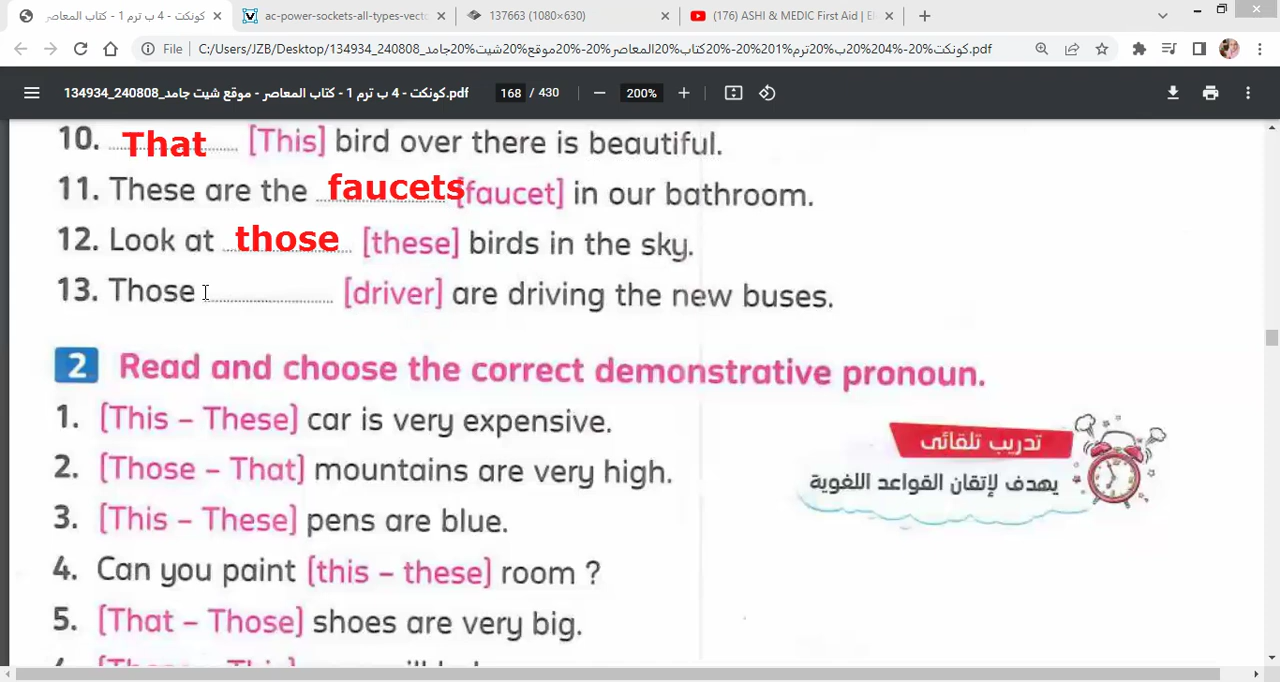 كونكت - 4 ب ترم 1 - كتاب المعاصر
ac-power-sockets-all-types-vecto
137663 (1080×630)
(176) ASHI & MEDIC First Aid | El
File
C:/Users/JZB/Desktop/134934_240808_كونكت%20-%204%20ب%20ترم%201%20-%20كتاب%20المعاصر%20-%20موقع%20شيت%20جامد.pdf
134934_240808_كونكت - 4 ب ترم 1 - كتاب المعاصر - موقع شيت جامد.pdf
168 / 430
200%
10. That [This] bird over there is beautiful.
11. These are the faucets [faucet] in our bathroom.
12. Look at those [these] birds in the sky.
13. Those ........................ [driver] are driving the new buses.
2 Read and choose the correct demonstrative pronoun.
1. [This – These] car is very expensive.
2. [Those – That] mountains are very high.
3. [This – These] pens are blue.
4. Can you paint [this – these] room ?
5. [That – Those] shoes are very big.
تدريب تلقائى
يهدف لإتقان القواعد اللغوية